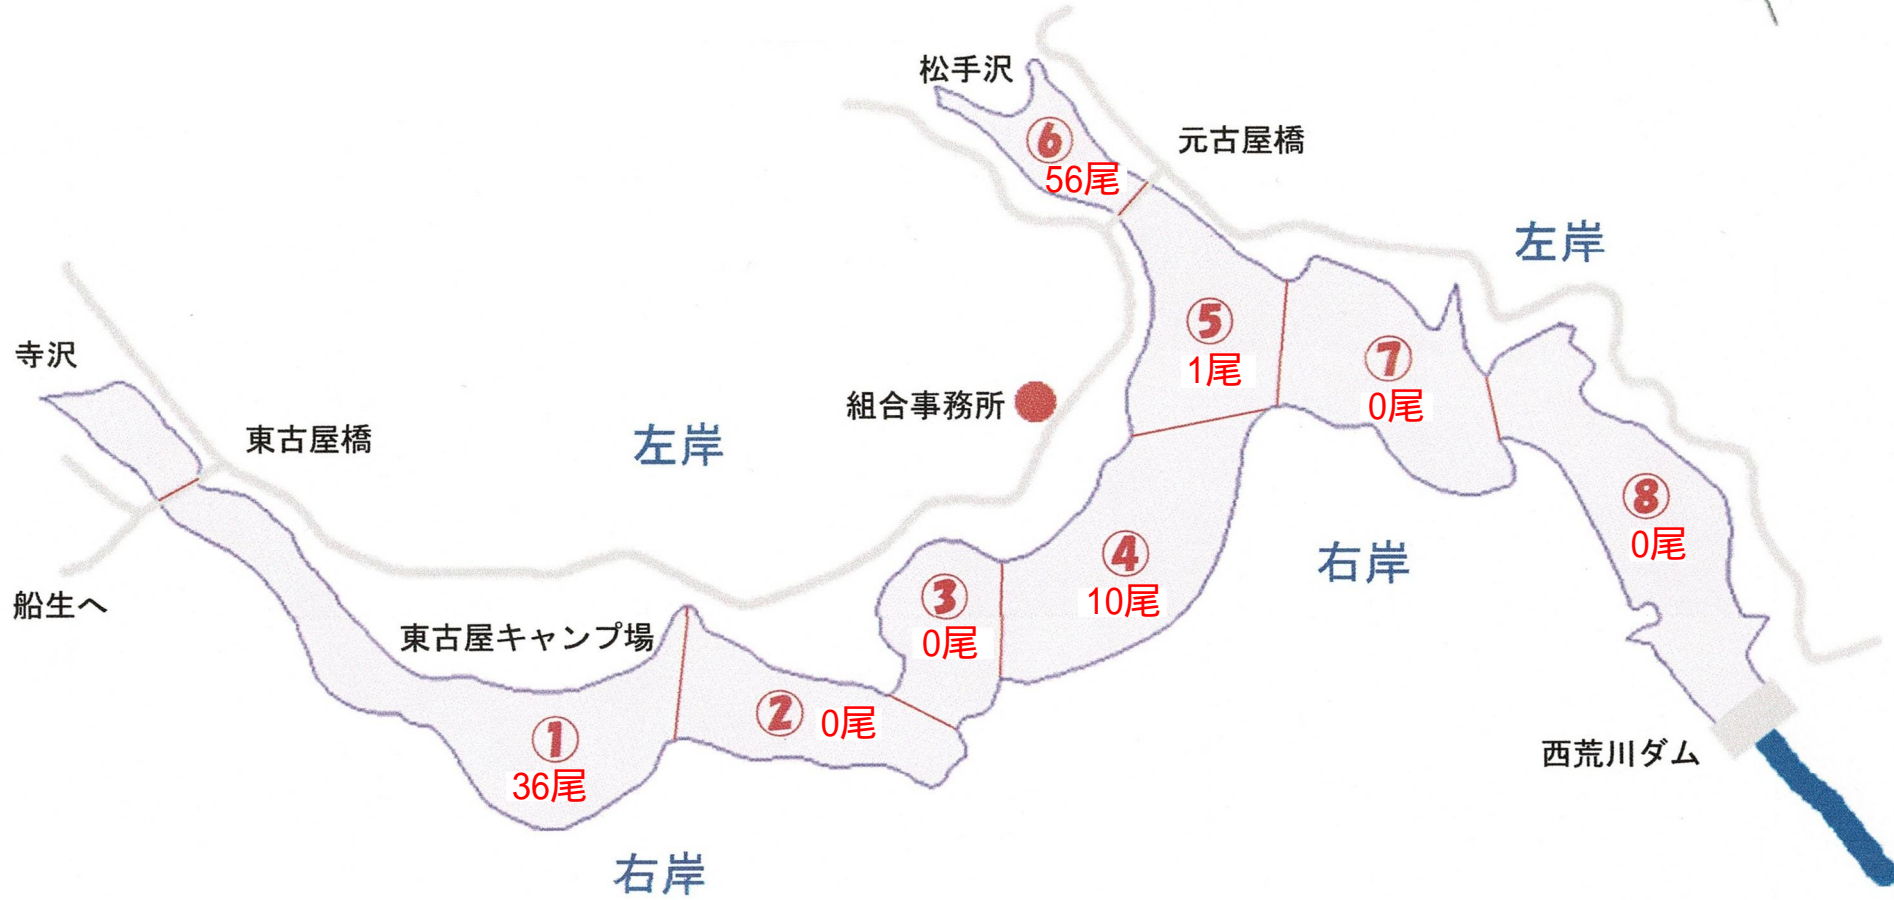 松手沢
⑥
56尾
元古屋橋
左岸
⑤
1尾
⑦
0尾
寺沢
組合事務所
東古屋橋
左岸
⑧
0尾
④
10尾
右岸
③
0尾
船生へ
東古屋キャンプ場
②
0尾
①
36尾
西荒川ダム
右岸